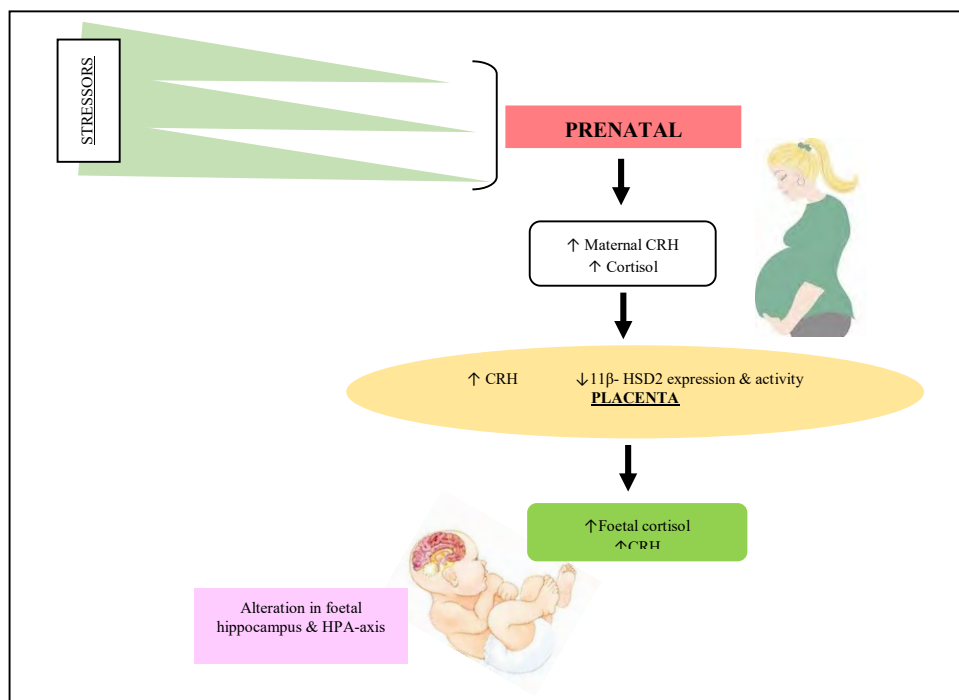 STRESSORS
PRENATAL
↑ Maternal CRH
↑ Cortisol
↑ CRH ↓11β- HSD2 expression & activity
PLACENTA
↑Foetal cortisol
↑CRH
Alteration in foetal
hippocampus & HPA-axis